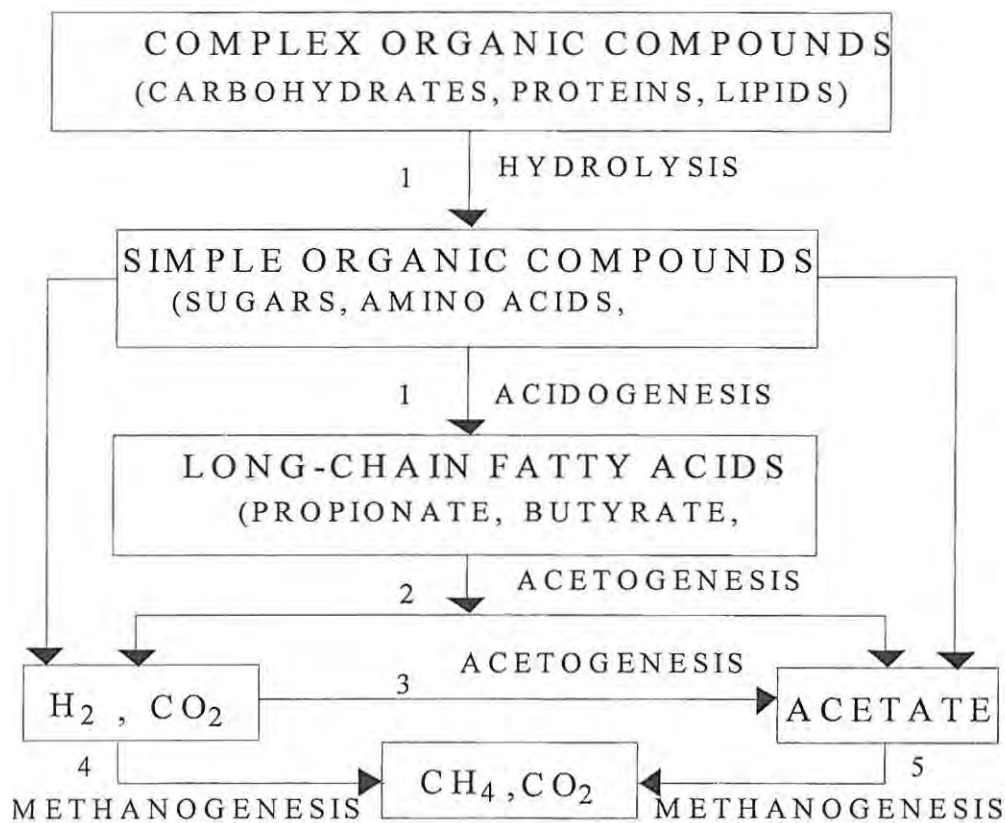 COMPLEX ORGANIC COMPOUNDS
(CARBOHYDRATES, PROTEINS, LIPIDS)
1 HYDROLYSIS
SIMPLE ORGANIC COMPOUNDS
(SUGARS, AMINO ACIDS,
1 ACIDOGENESIS
LONG-CHAIN FATTY ACIDS
(PROPIONATE, BUTYRATE,
2 ACETOGENESIS
3 ACETOGENESIS
H₂ , CO₂
ACETATE
4
METHANOGENESIS
CH₄ ,CO₂
5
METHANOGENESIS